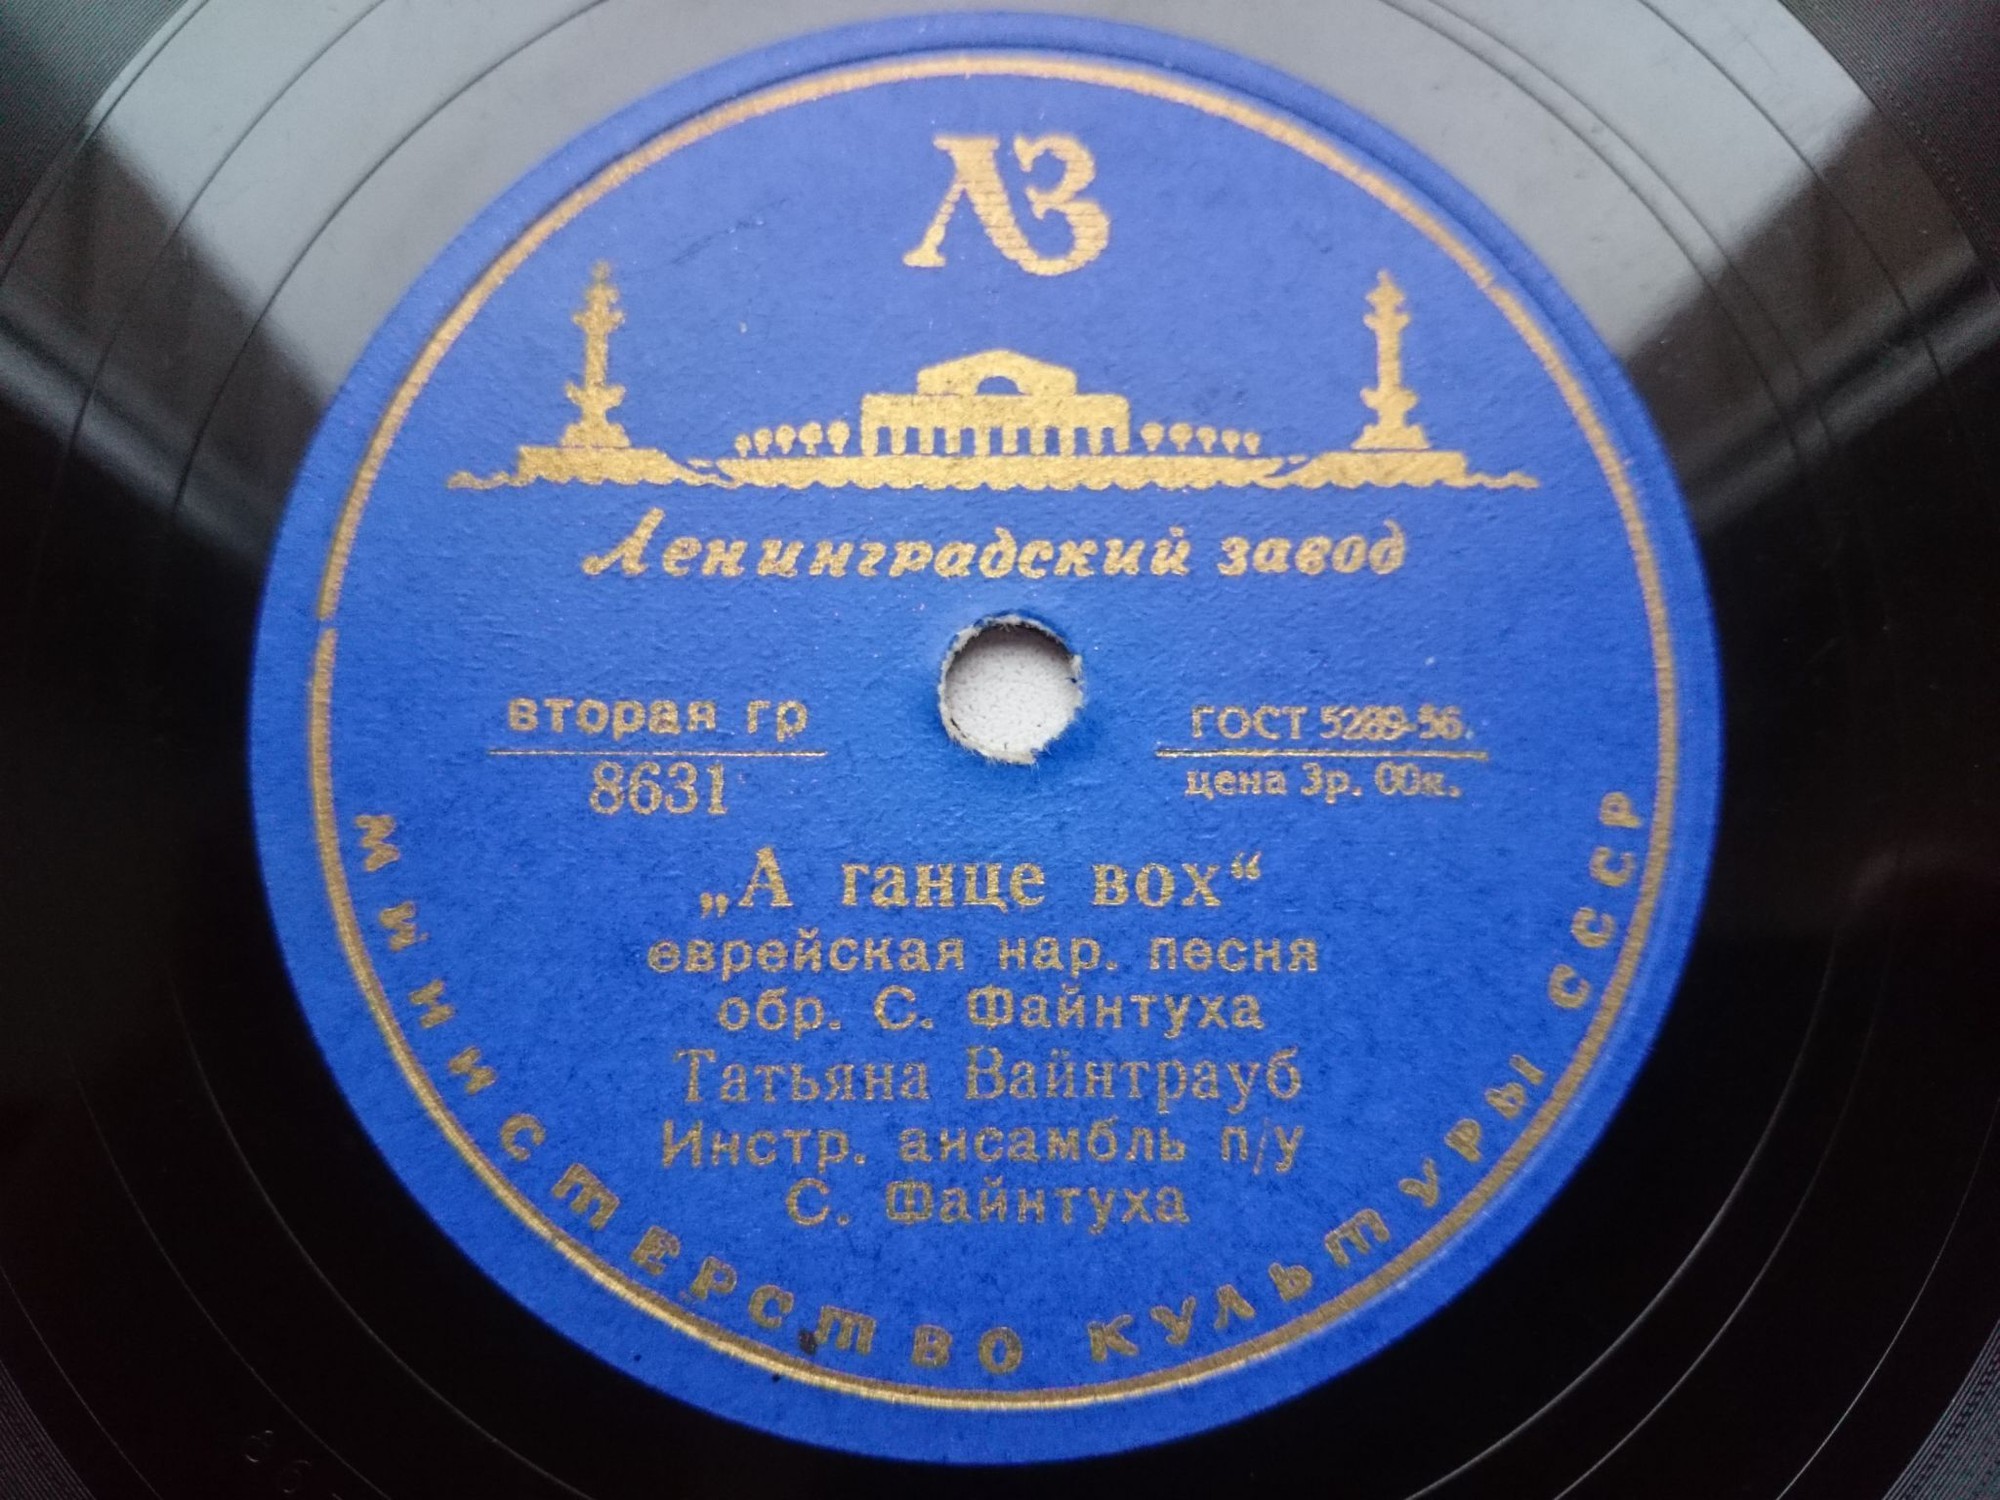 ЛЗ
Ленинградский завод
вторая гр
8631
ГОСТ 5289-56.
цена 3р. 00к.
„А ганце вох“
еврейская нар. песня
обр. С. Файнтуха
Татьяна Вайнтрауб
Инстр. ансамбль п/у
С. Файнтуха
МИНИСТЕРСТВО КУЛЬТУРЫ СССР